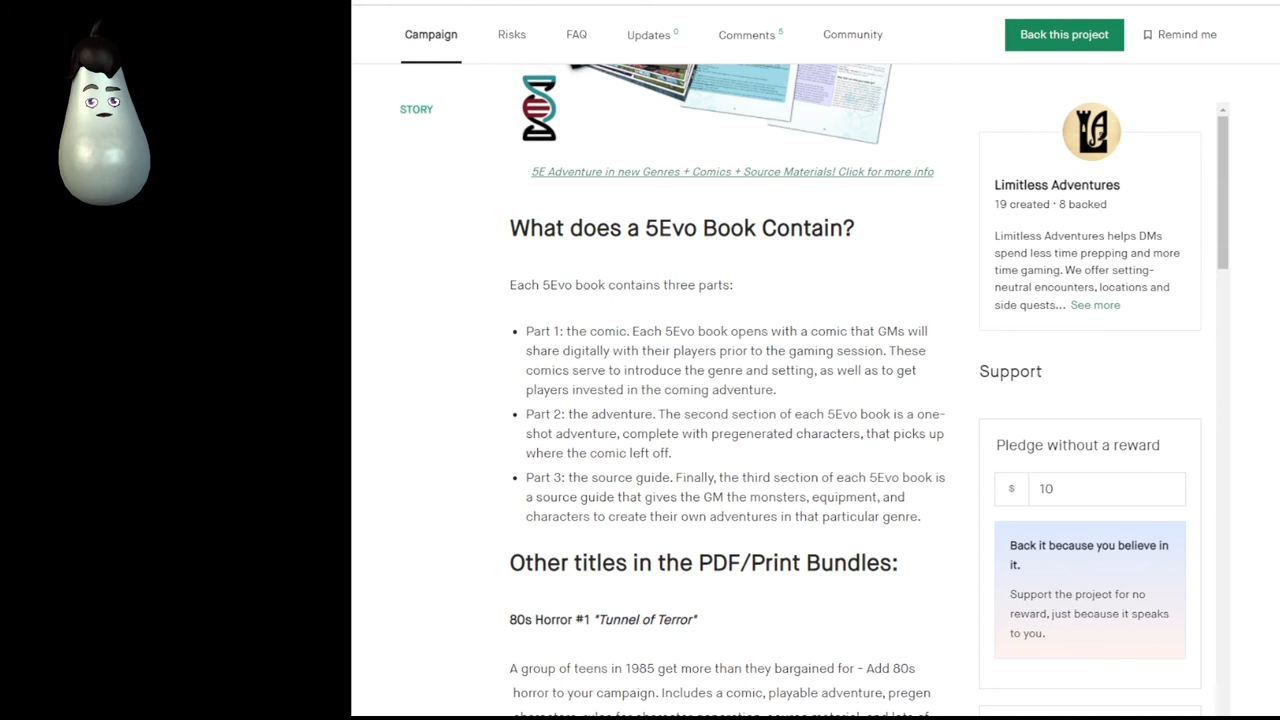 Campaign
Risks
FAQ
Updates 0
Comments 5
Community
Back this project
Remind me
STORY
5E Adventure in new Genres + Comics + Source Materials! Click for more info
What does a 5Evo Book Contain?
Each 5Evo book contains three parts:
• Part 1: the comic. Each 5Evo book opens with a comic that GMs will
share digitally with their players prior to the gaming session. These
comics serve to introduce the genre and setting, as well as to get
players invested in the coming adventure.
• Part 2: the adventure. The second section of each 5Evo book is a one-
shot adventure, complete with pregenerated characters, that picks up
where the comic left off.
• Part 3: the source guide. Finally, the third section of each 5Evo book is
a source guide that gives the GM the monsters, equipment, and
characters to create their own adventures in that particular genre.
Other titles in the PDF/Print Bundles:
80s Horror #1 "Tunnel of Terror"
A group of teens in 1985 get more than they bargained for - Add 80s
horror to your campaign. Includes a comic, playable adventure, pregen
characters, rules for character generation, source material, and lots of
LA
Limitless Adventures
19 created · 8 backed
Limitless Adventures helps DMs
spend less time prepping and more
time gaming. We offer setting-
neutral encounters, locations and
side quests... See more
Support
Pledge without a reward
$ 10
Back it because you believe in
it.
Support the project for no
reward, just because it speaks
to you.